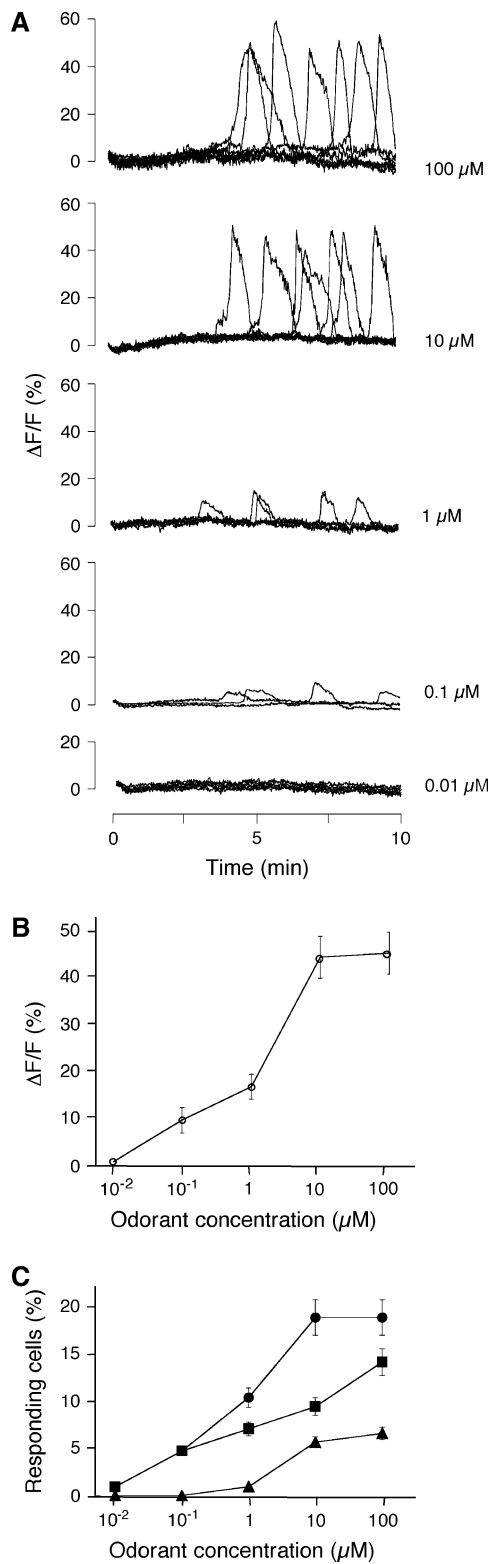 A
60
40
20
0
100 µM
60
40
20
0
10 µM
ΔF/F (%)
60
40
20
0
1 µM
60
40
20
0
0.1 µM
20
0
0.01 µM
0 5 10
Time (min)
B
50
40
30
20
10
0
ΔF/F (%)
10-2 10-1 1 10 100
Odorant concentration (µM)
C
20
15
10
5
0
Responding cells (%)
10-2 10-1 1 10 100
Odorant concentration (µM)